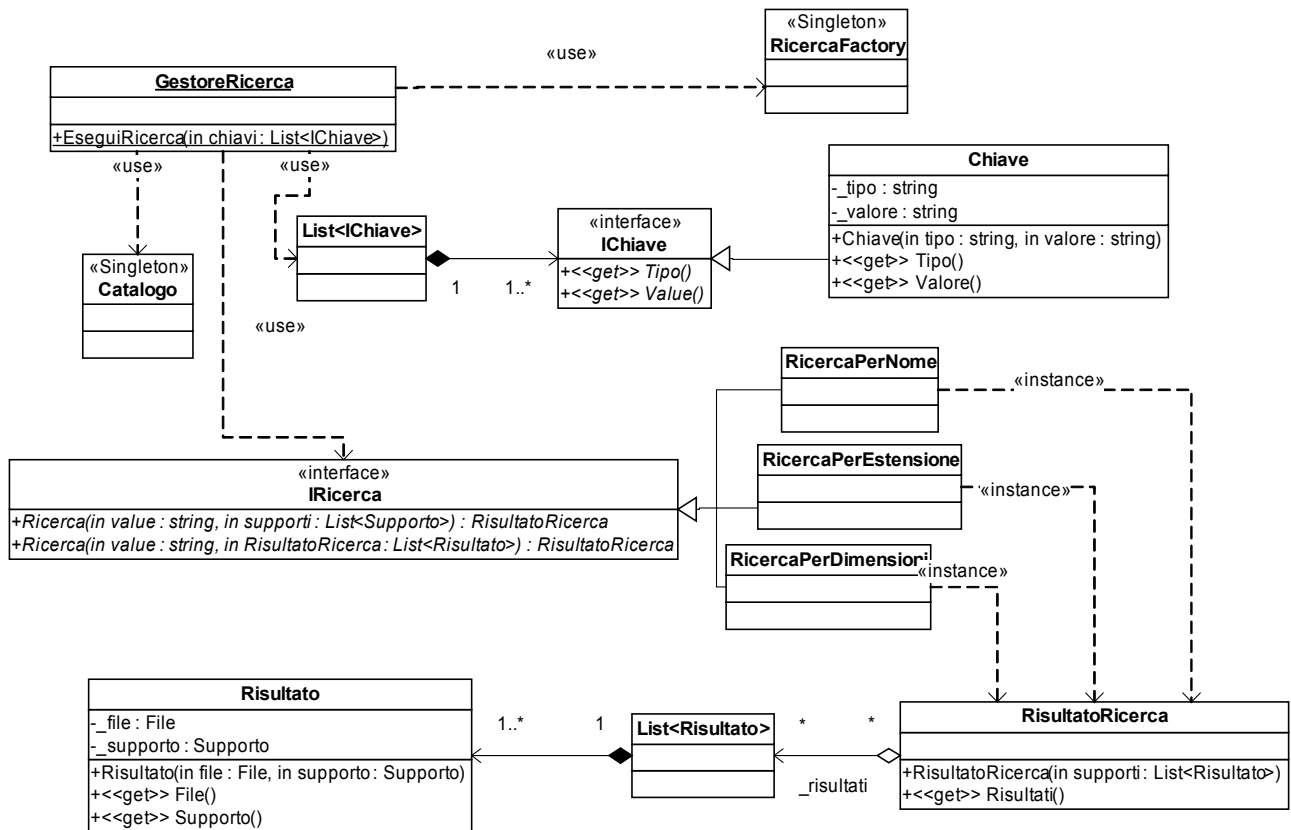 «Singleton»
RicercaFactory
«use»
GestoreRicerca
+EseguiRicerca(in chiavi : List<IChiave>)
«use»
«use»
Chiave
-_tipo : string
-_valore : string
+Chiave(in tipo : string, in valore : string)
+<<get>> Tipo()
+<<get>> Valore()
List<IChiave>
«interface»
IChiave
+<<get>> Tipo()
+<<get>> Value()
1
1..*
«Singleton»
Catalogo
«use»
RicercaPerNome
«instance»
RicercaPerEstensione
«instance»
«interface»
IRicerca
+Ricerca(in value : string, in supporti : List<Supporto>) : RisultatoRicerca
+Ricerca(in value : string, in RisultatoRicerca : List<Risultato>) : RisultatoRicerca
RicercaPerDimensioni
«instance»
Risultato
-_file : File
-_supporto : Supporto
+Risultato(in file : File, in supporto : Supporto)
+<<get>> File()
+<<get>> Supporto()
1..*
1
List<Risultato>
*
*
_risultati
RisultatoRicerca
+RisultatoRicerca(in supporti : List<Risultato>)
+<<get>> Risultati()